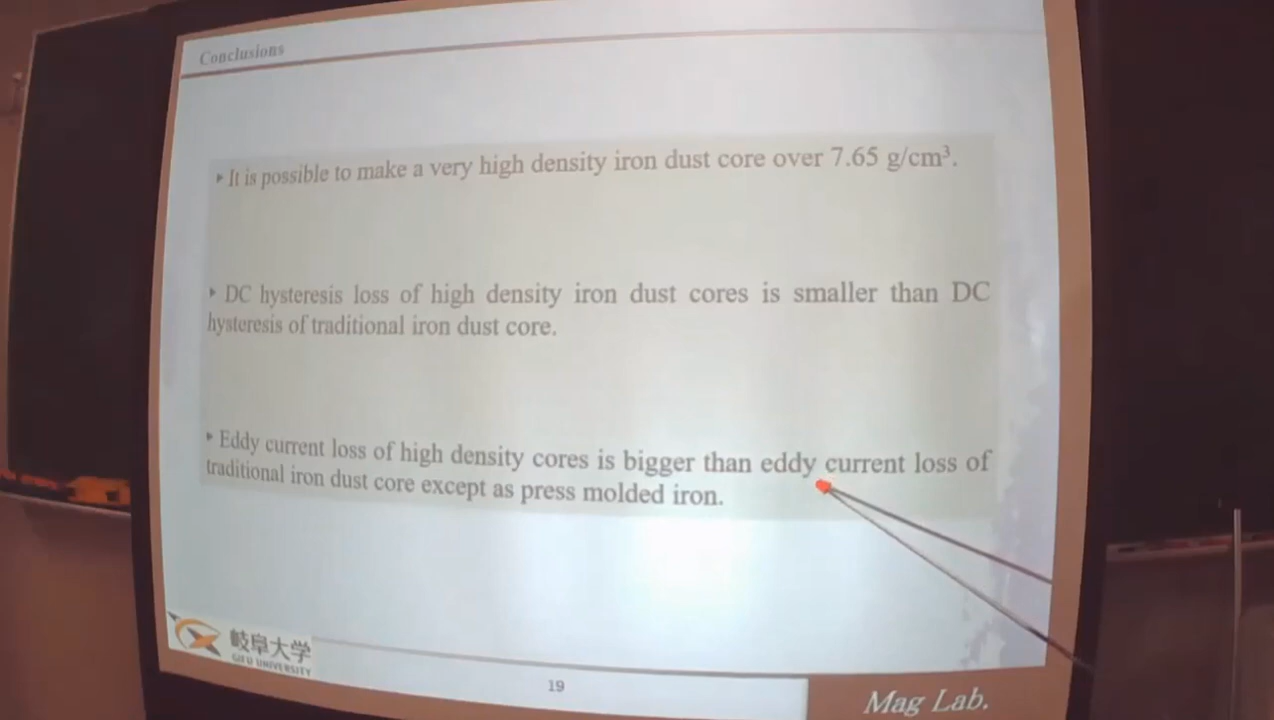 Conclusions
‣ It is possible to make a very high density iron dust core over 7.65 g/cm³.
‣ DC hysteresis loss of high density iron dust cores is smaller than DC
hysteresis of traditional iron dust core.
‣ Eddy current loss of high density cores is bigger than eddy current loss of
traditional iron dust core except as press molded iron.
岐阜大学
GIFU UNIVERSITY
19
Mag Lab.